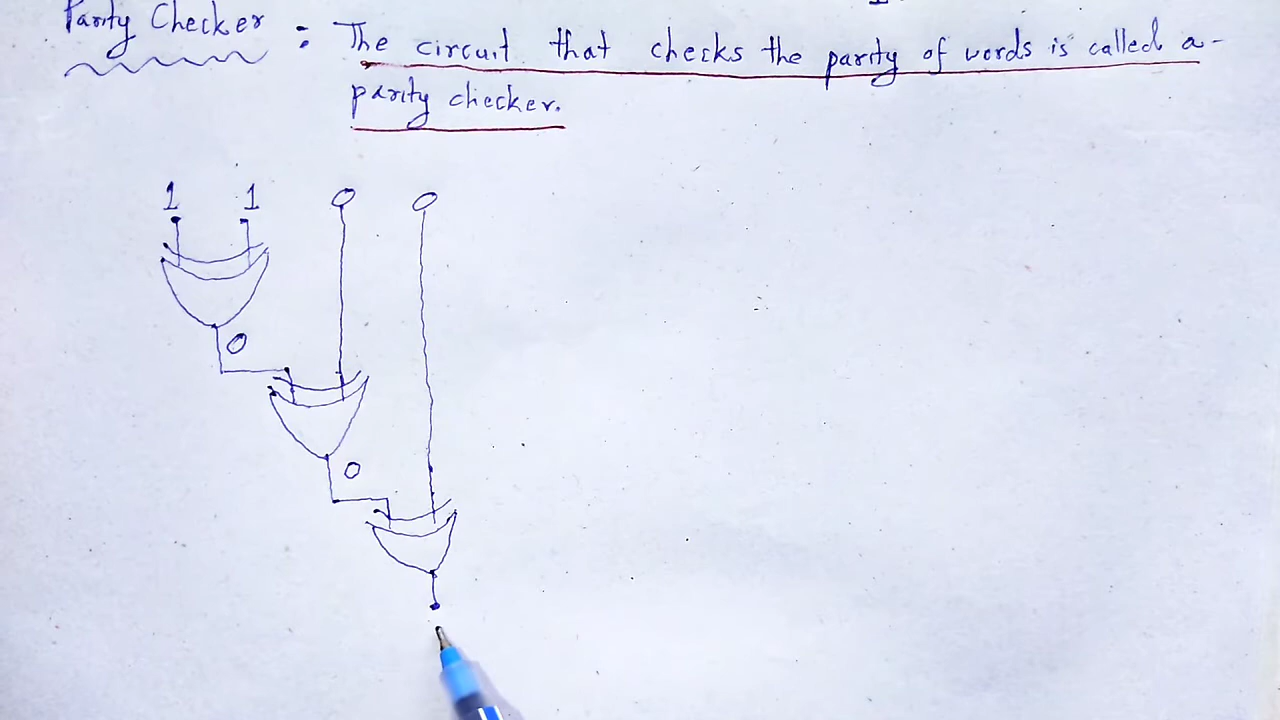 Parity Checker : The circuit that checks the parity of words is called a-
parity checker.
1 1 0 0
0
0